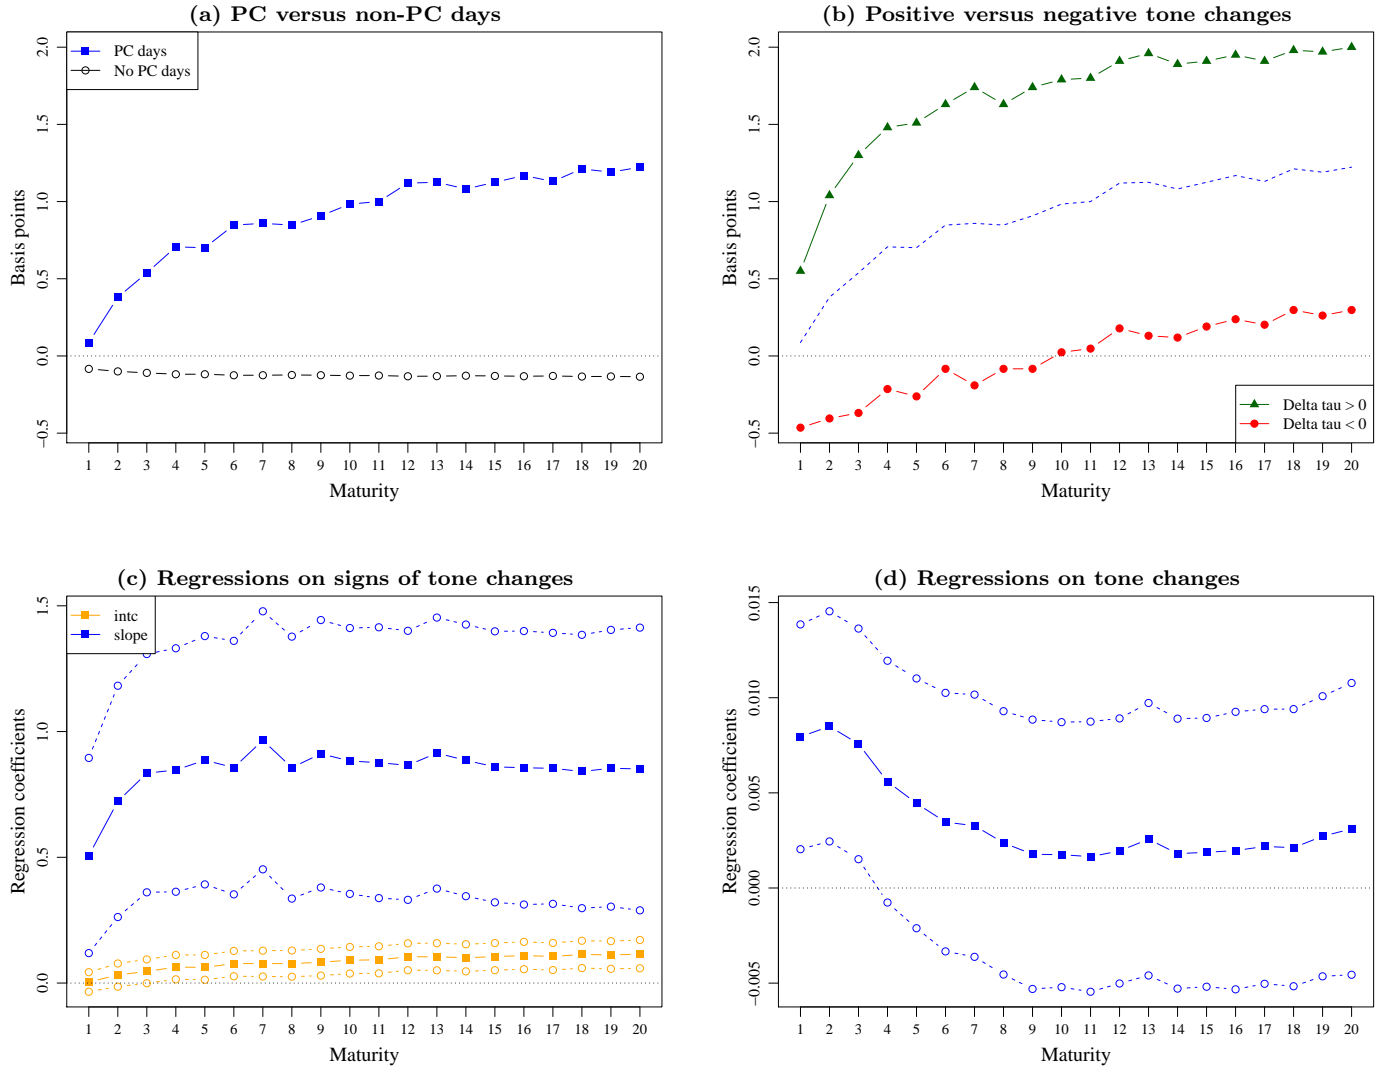 (a) PC versus non-PC days
PC days
No PC days
Basis points
2.0
1.5
1.0
0.5
0.0
−0.5
1 2 3 4 5 6 7 8 9 10 11 12 13 14 15 16 17 18 19 20
Maturity
(b) Positive versus negative tone changes
Basis points
2.0
1.5
1.0
0.5
0.0
−0.5
Delta tau > 0
Delta tau < 0
1 2 3 4 5 6 7 8 9 10 11 12 13 14 15 16 17 18 19 20
Maturity
(c) Regressions on signs of tone changes
intc
slope
Regression coefficients
1.5
1.0
0.5
0.0
1 2 3 4 5 6 7 8 9 10 11 12 13 14 15 16 17 18 19 20
Maturity
(d) Regressions on tone changes
Regression coefficients
0.015
0.010
0.005
0.000
−0.005
1 2 3 4 5 6 7 8 9 10 11 12 13 14 15 16 17 18 19 20
Maturity